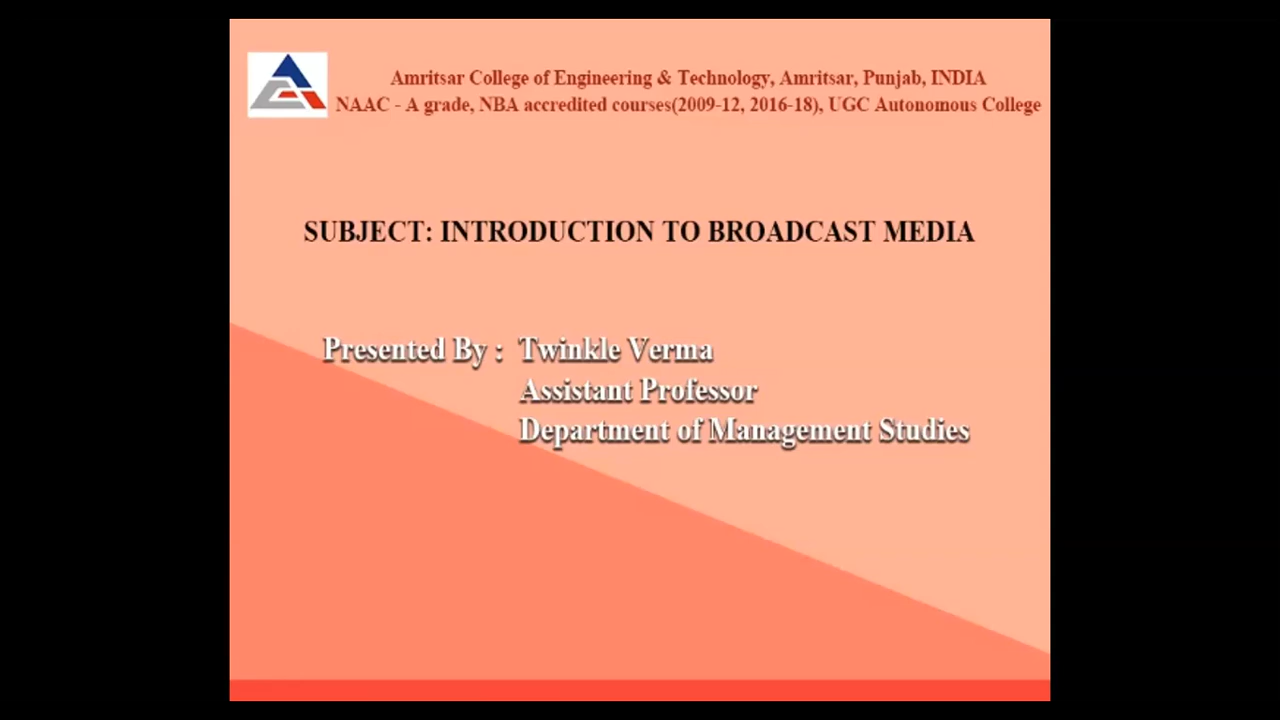 Amritsar College of Engineering & Technology, Amritsar, Punjab, INDIA
NAAC - A grade, NBA accredited courses(2009-12, 2016-18), UGC Autonomous College
SUBJECT: INTRODUCTION TO BROADCAST MEDIA
Presented By : Twinkle Verma
Assistant Professor
Department of Management Studies